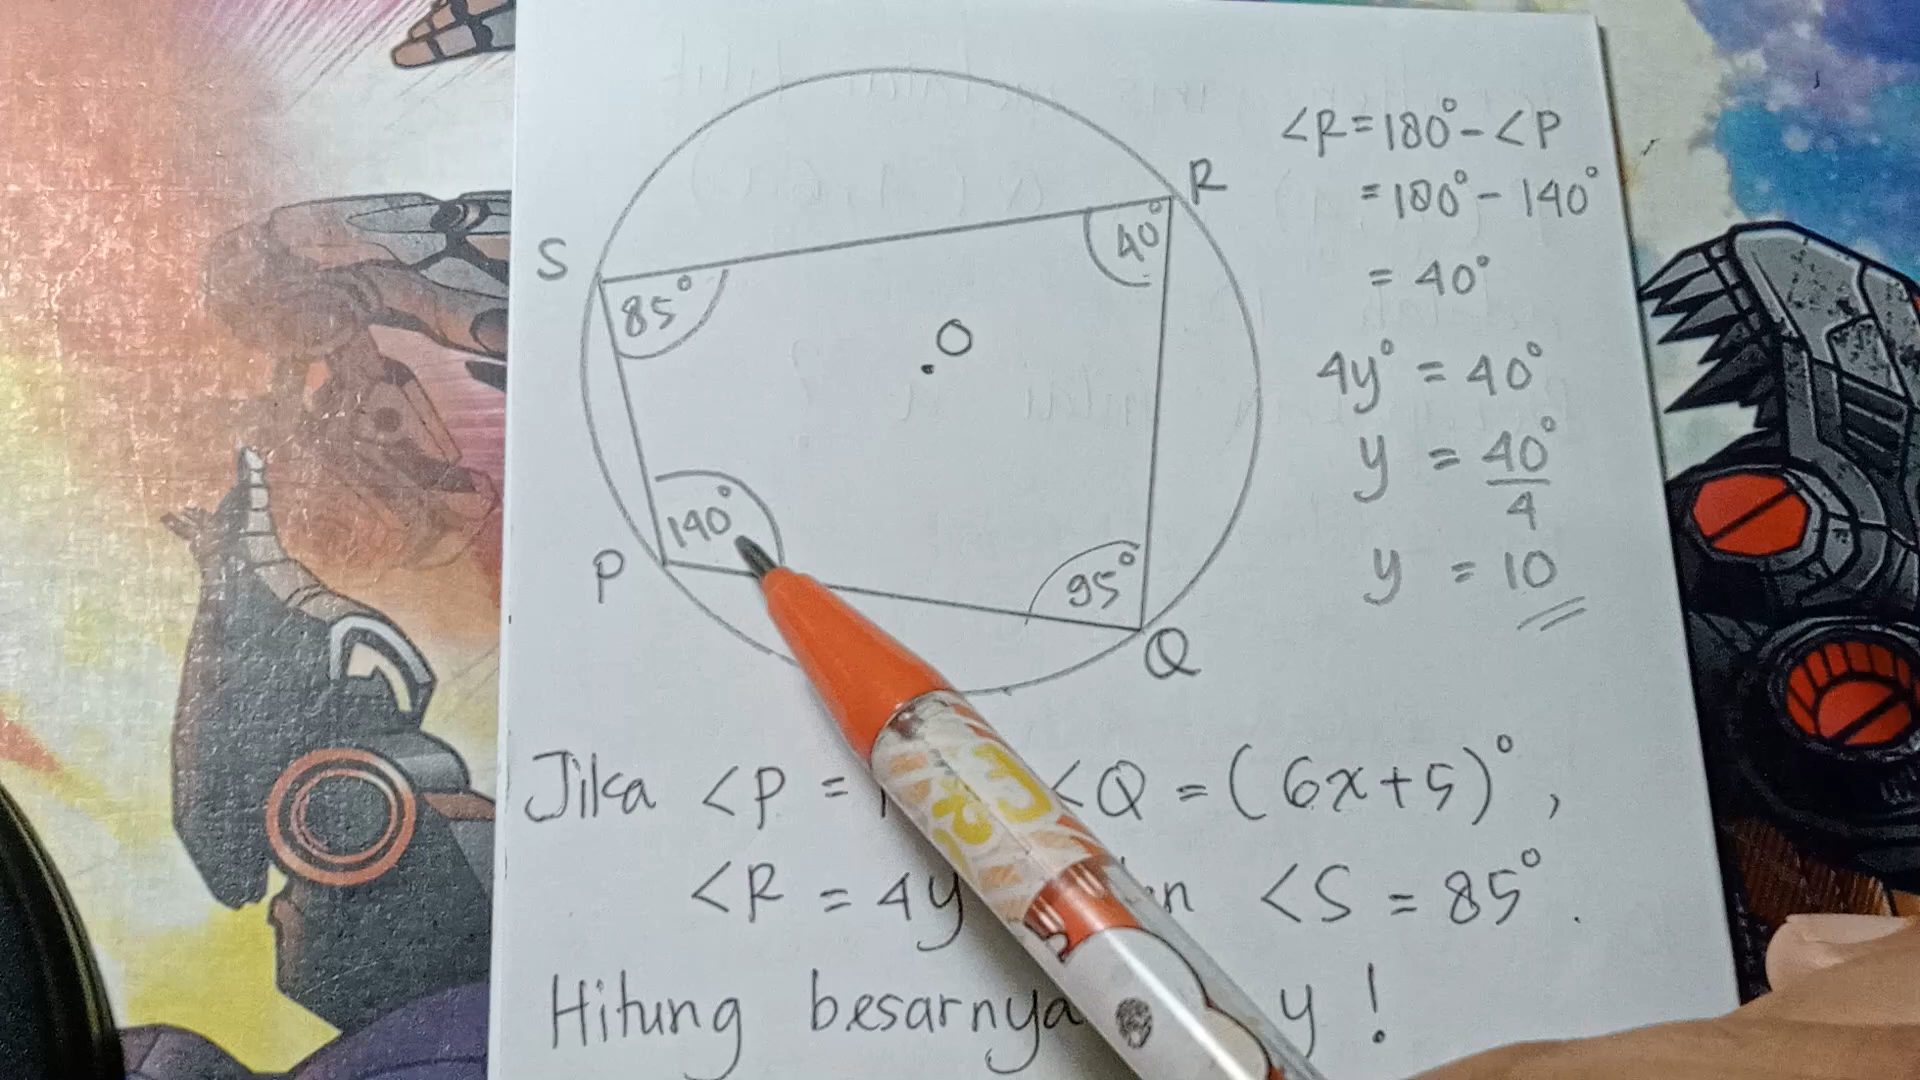 S
R
P
Q
O
85°
40°
140°
95°
<R = 180° - <P
= 180° - 140°
= 40°
4y° = 40°
y = 40°
4
y = 10
Jika <P = <Q = (6x+5)°,
<R = 4y <S = 85°.
Hitung besarnya y !